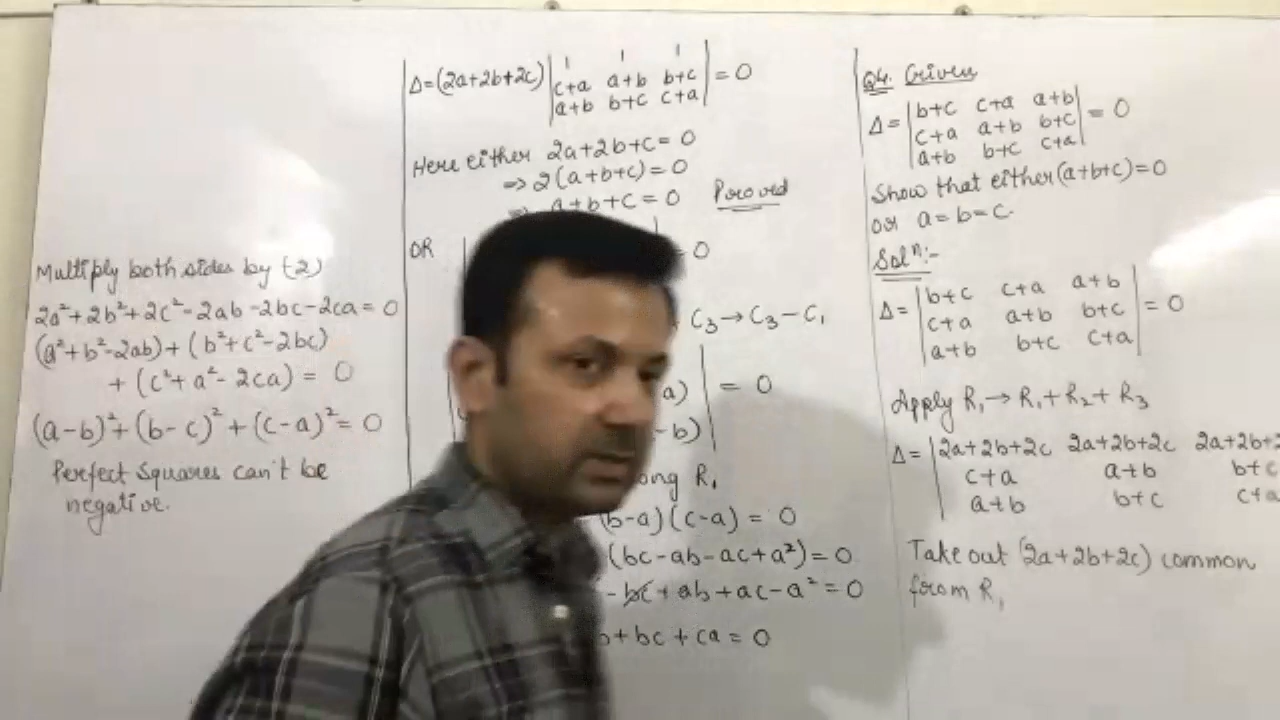 Multiply both sides by (-2)
2a²+2b²+2c²-2ab-2bc-2ca=0
(a²+b²-2ab)+(b²+c²-2bc)
+(c²+a²-2ca)=0
(a-b)²+(b-c)²+(c-a)²=0
Perfect Squares can't be
negative.
Δ=(2a+2b+2c)| 1 1 1
c+a a+b b+c | = 0
a+b b+c c+a
Here either 2a+2b+c=0
⇒ 2(a+b+c)=0
⇒ a+b+c=0 Proved
OR = 0
C₃→C₃-C₁
a) | = 0
-b)
R₁
(b-a)(c-a) = 0
(bc-ab-ac+a²)=0
-bc+ab+ac-a²=0
b+bc+ca=0
Q4. Given
Δ= | b+c c+a a+b
c+a a+b b+c | = 0
a+b b+c c+a
Show that either (a+b+c)=0
or a=b=c.
Solⁿ:-
Δ= | b+c c+a a+b
c+a a+b b+c | = 0
a+b b+c c+a
Apply R₁→R₁+R₂+R₃
Δ= | 2a+2b+2c 2a+2b+2c 2a+2b+2
c+a a+b b+c
a+b b+c c+a
Take out (2a+2b+2c) common
from R₁